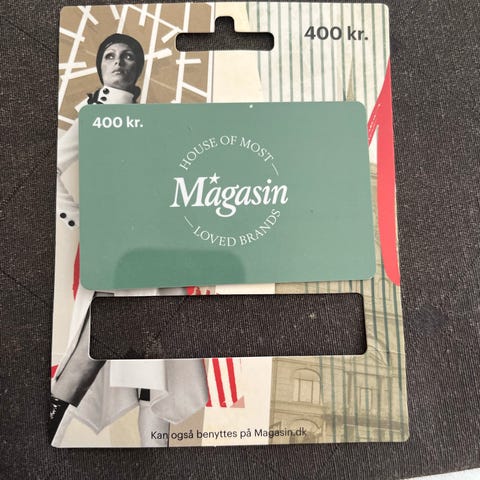 400 kr.
400 kr.
HOUSE OF MOST
Magasin
LOVED BRANDS
Kan også benyttes på Magasin.dk